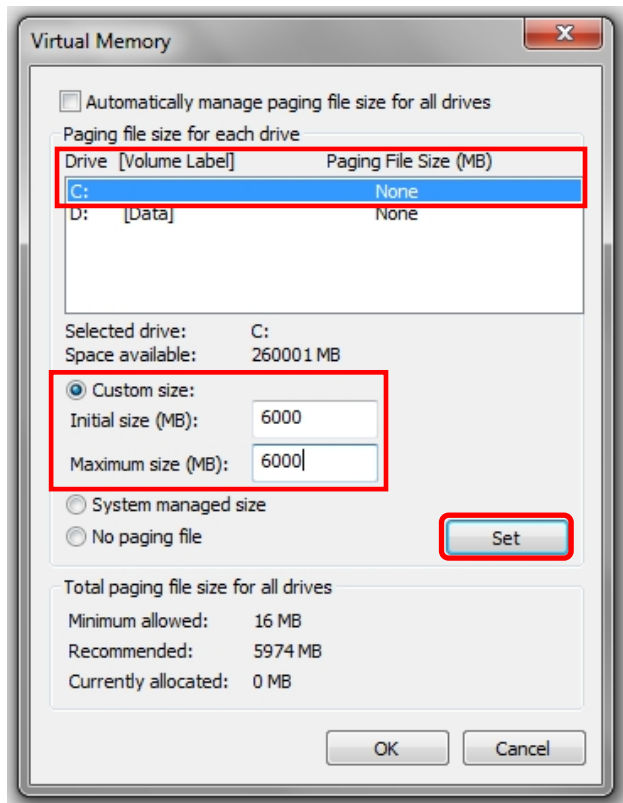 Virtual Memory
Automatically manage paging file size for all drives
Paging file size for each drive
Drive [Volume Label] Paging File Size (MB)
C: None
D: [Data] None
Selected drive: C:
Space available: 260001 MB
Custom size:
Initial size (MB): 6000
Maximum size (MB): 6000
System managed size
No paging file
Set
Total paging file size for all drives
Minimum allowed: 16 MB
Recommended: 5974 MB
Currently allocated: 0 MB
OK Cancel